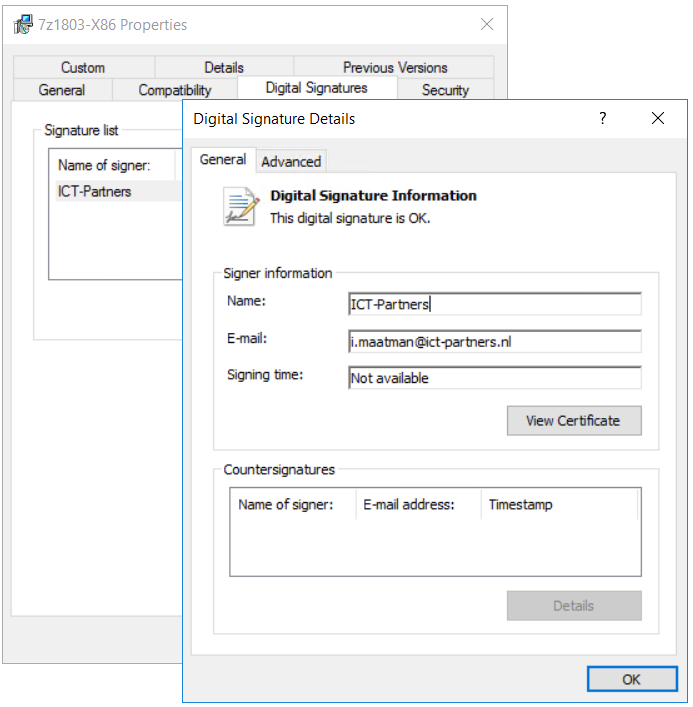 7z1803-X86 Properties
Custom Details Previous Versions
General Compatibility Digital Signatures Security
Signature list
Name of signer:
ICT-Partners
Digital Signature Details
?
General Advanced
Digital Signature Information
This digital signature is OK.
Signer information
Name: ICT-Partners
E-mail: i.maatman@ict-partners.nl
Signing time: Not available
View Certificate
Countersignatures
Name of signer: E-mail address: Timestamp
Details
OK